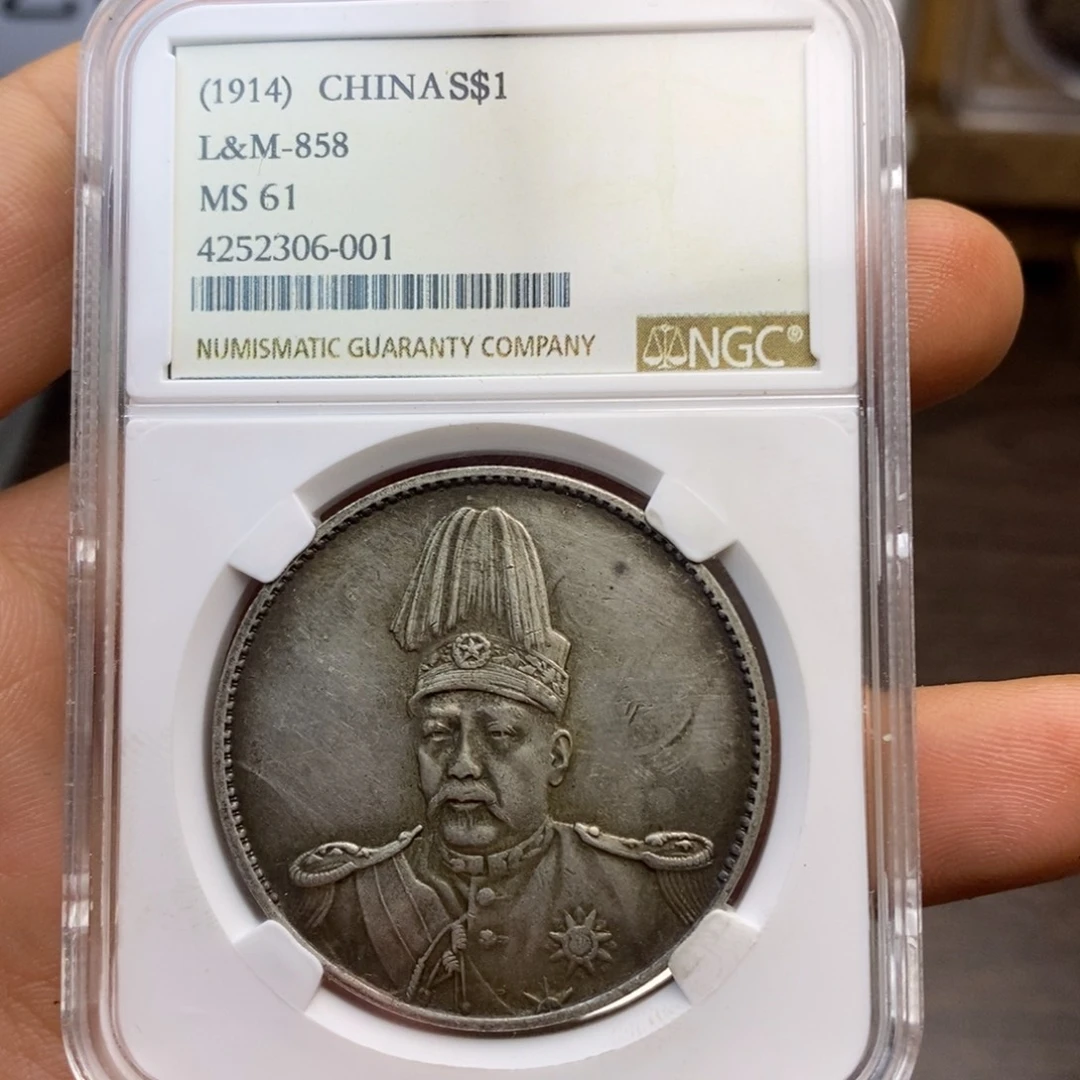 (1914) CHINA S$1
L&M-858
MS 61
4252306-001
NUMISMATIC GUARANTY COMPANY
NGC®